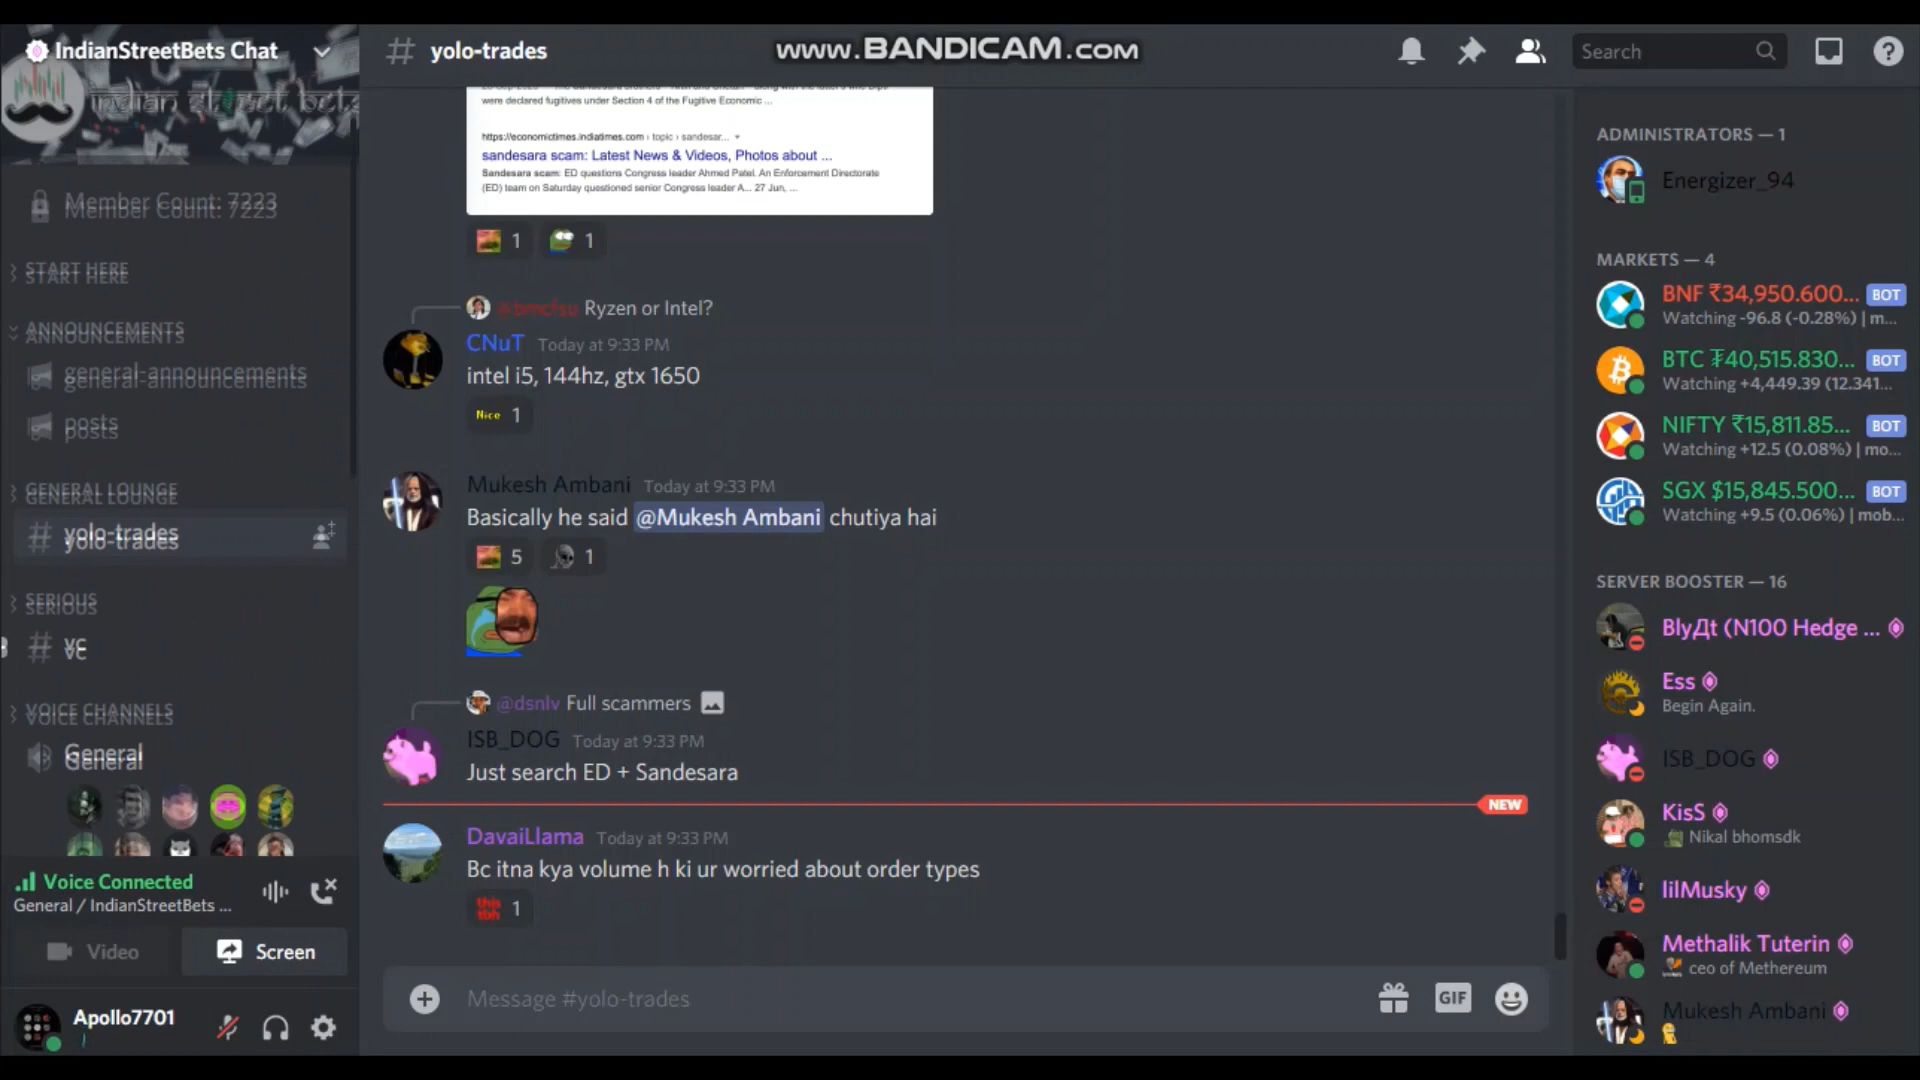 IndianStreetBets Chat
indian street bets
Member Count: 7223
START HERE
ANNOUNCEMENTS
general-announcements
posts
GENERAL LOUNGE
yolo-trades
SERIOUS
vc
VOICE CHANNELS
General
Voice Connected
General / IndianStreetBets ...
Video
Screen
Apollo7701
yolo-trades
www.BANDICAM.com
Search
were declared fugitives under Section 4 of the Fugitive Economic ...
https://economictimes.indiatimes.com › topic › sandesar...
sandesara scam: Latest News & Videos, Photos about ...
Sandesara scam: ED questions Congress leader Ahmed Patel. An Enforcement Directorate
(ED) team on Saturday questioned senior Congress leader A... 27 Jun, ...
1 1
@bmcfsu Ryzen or Intel?
CNuT Today at 9:33 PM
intel i5, 144hz, gtx 1650
Nice 1
Mukesh Ambani Today at 9:33 PM
Basically he said @Mukesh Ambani chutiya hai
5 1
@dsnlv Full scammers
ISB_DOG Today at 9:33 PM
Just search ED + Sandesara
NEW
DavaiLlama Today at 9:33 PM
Bc itna kya volume h ki ur worried about order types
this tbh 1
Message #yolo-trades
GIF
ADMINISTRATORS — 1
Energizer_94
MARKETS — 4
BNF ₹34,950.600... BOT
Watching -96.8 (-0.28%) | m...
BTC ₮40,515.830... BOT
Watching +4,449.39 (12.341...
NIFTY ₹15,811.85... BOT
Watching +12.5 (0.08%) | mo...
SGX $15,845.500... BOT
Watching +9.5 (0.06%) | mob...
SERVER BOOSTER — 16
BlyДt (N100 Hedge ...
Ess
Begin Again.
ISB_DOG
KisS
Nikal bhomsdk
lilMusky
Methalik Tuterin
ceo of Methereum
Mukesh Ambani